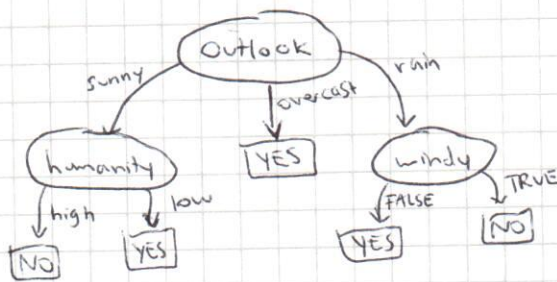 Outlook
sunny
overcast
rain
humanity
YES
windy
high
low
FALSE
TRUE
NO
YES
YES
NO